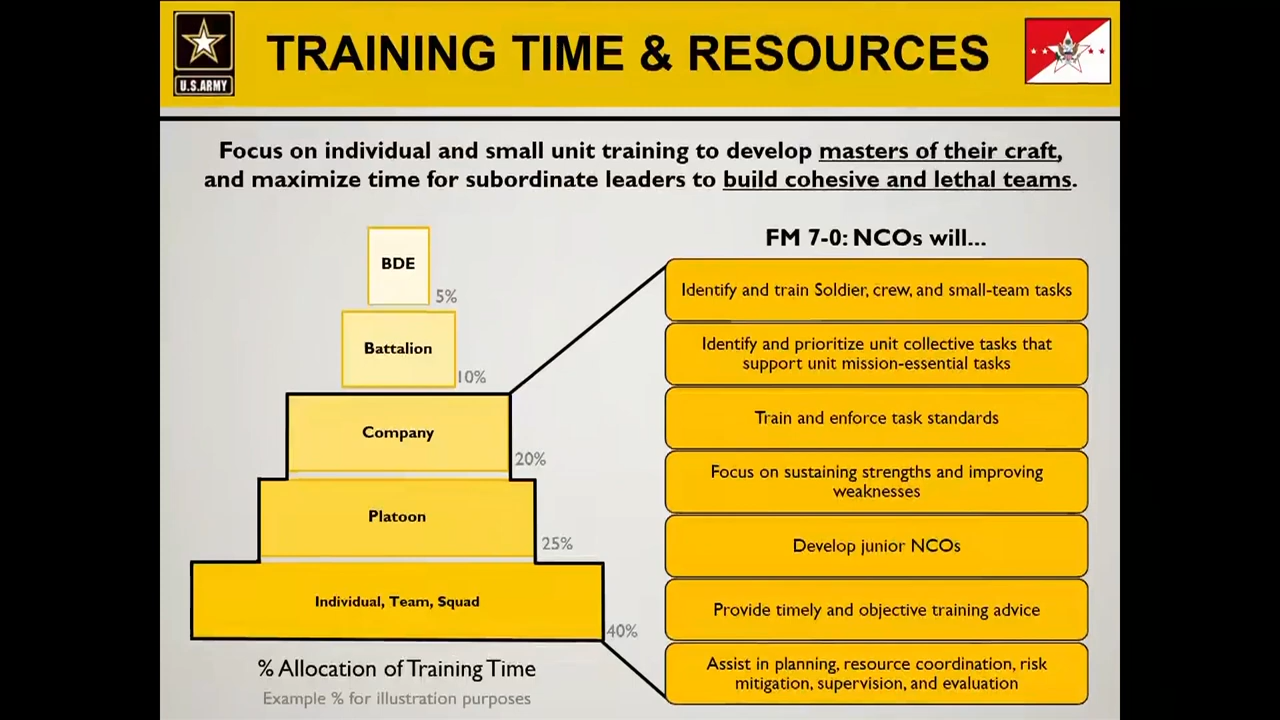 TRAINING TIME & RESOURCES
U.S.ARMY
Focus on individual and small unit training to develop masters of their craft,
and maximize time for subordinate leaders to build cohesive and lethal teams.
BDE
5%
Battalion
10%
Company
20%
Platoon
25%
Individual, Team, Squad
40%
% Allocation of Training Time
Example % for illustration purposes
FM 7-0: NCOs will...
Identify and train Soldier, crew, and small-team tasks
Identify and prioritize unit collective tasks that
support unit mission-essential tasks
Train and enforce task standards
Focus on sustaining strengths and improving
weaknesses
Develop junior NCOs
Provide timely and objective training advice
Assist in planning, resource coordination, risk
mitigation, supervision, and evaluation